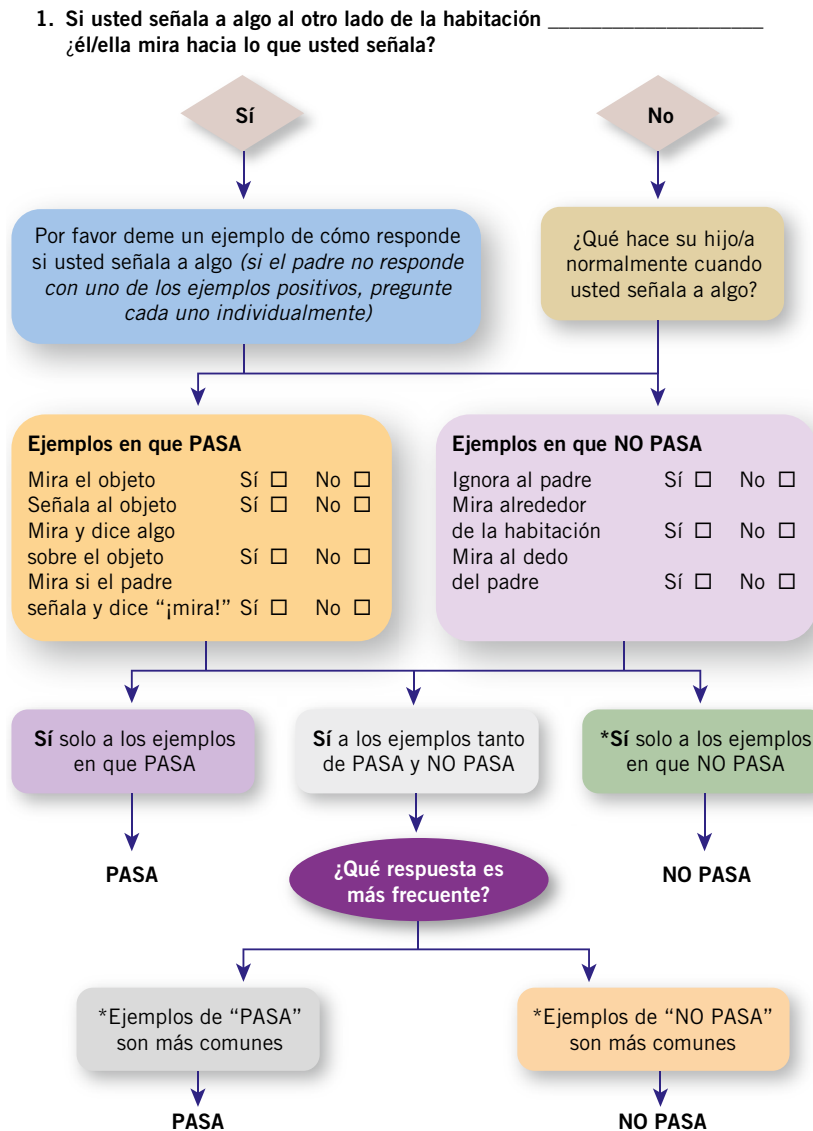 1. Si usted señala a algo al otro lado de la habitación ____________________
¿él/ella mira hacia lo que usted señala?
Sí
No
Por favor deme un ejemplo de cómo responde
si usted señala a algo (si el padre no responde
con uno de los ejemplos positivos, pregunte
cada uno individualmente)
¿Qué hace su hijo/a
normalmente cuando
usted señala a algo?
Ejemplos en que PASA
Mira el objeto Sí ☐ No ☐
Señala al objeto Sí ☐ No ☐
Mira y dice algo
sobre el objeto Sí ☐ No ☐
Mira si el padre
señala y dice “¡mira!” Sí ☐ No ☐
Ejemplos en que NO PASA
Ignora al padre Sí ☐ No ☐
Mira alrededor
de la habitación Sí ☐ No ☐
Mira al dedo
del padre Sí ☐ No ☐
Sí solo a los ejemplos
en que PASA
Sí a los ejemplos tanto
de PASA y NO PASA
*Sí solo a los ejemplos
en que NO PASA
PASA
¿Qué respuesta es
más frecuente?
NO PASA
*Ejemplos de “PASA”
son más comunes
*Ejemplos de “NO PASA”
son más comunes
PASA
NO PASA